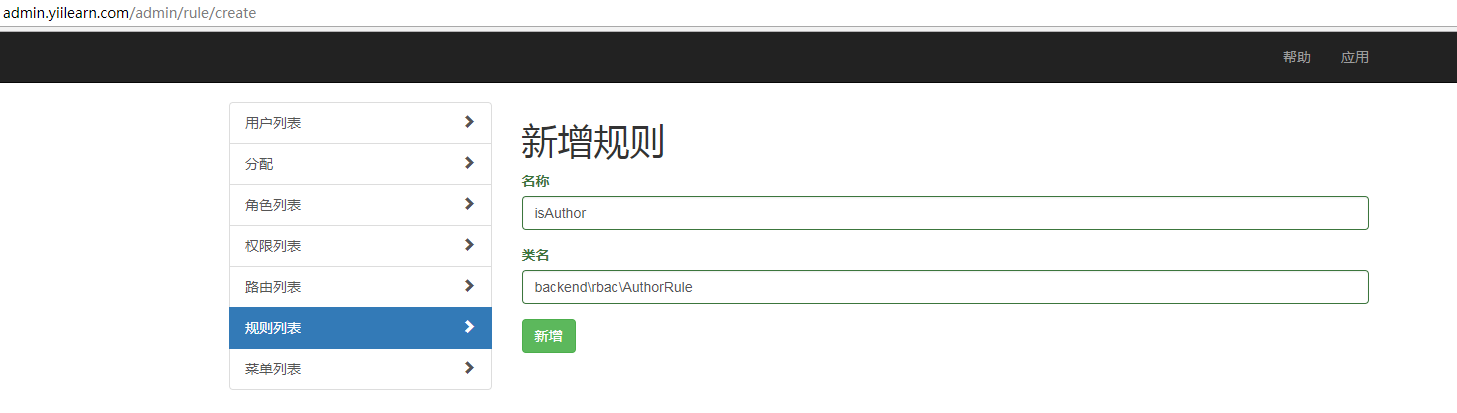 admin.yiilearn.com/admin/rule/create
帮助 应用
用户列表
分配
角色列表
权限列表
路由列表
规则列表
菜单列表
新增规则
名称
isAuthor
类名
backend\rbac\AuthorRule
新增